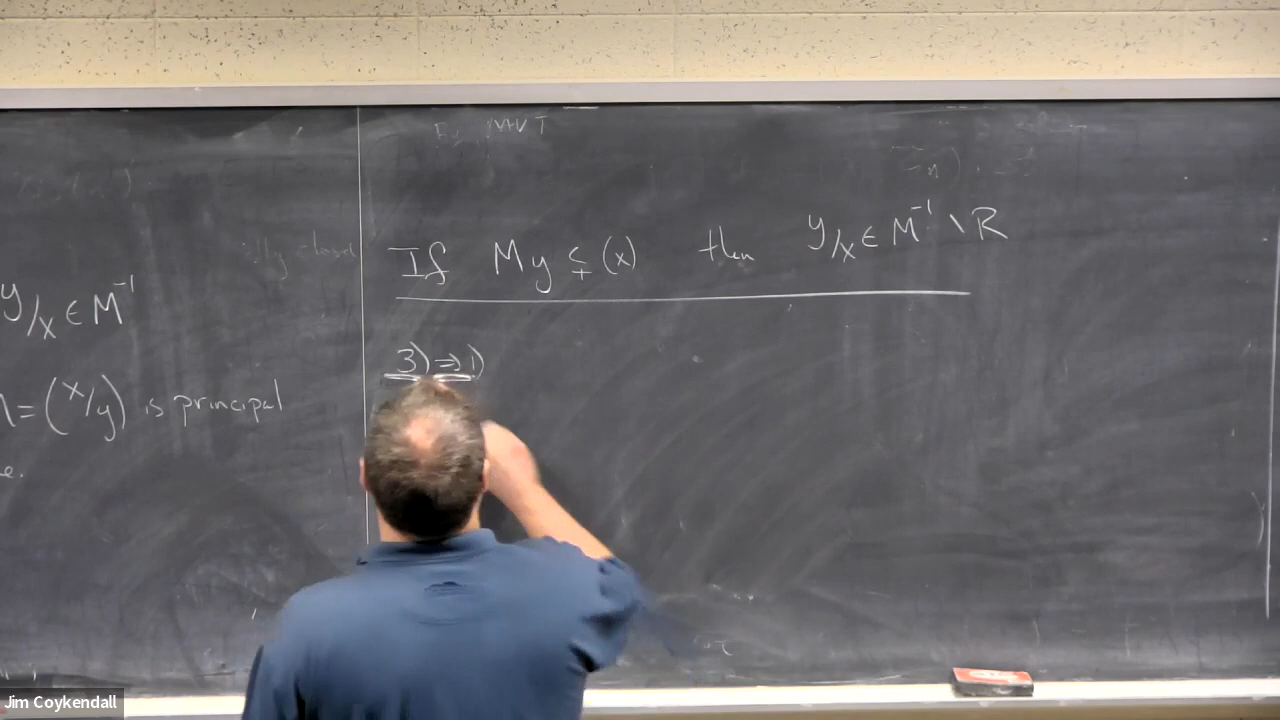 y/x ∈ M⁻¹
= (x/y) is principal
If My ⊊ (x) then y/x ∈ M⁻¹ \ R
3) ⇒ 1)
Jim Coykendall